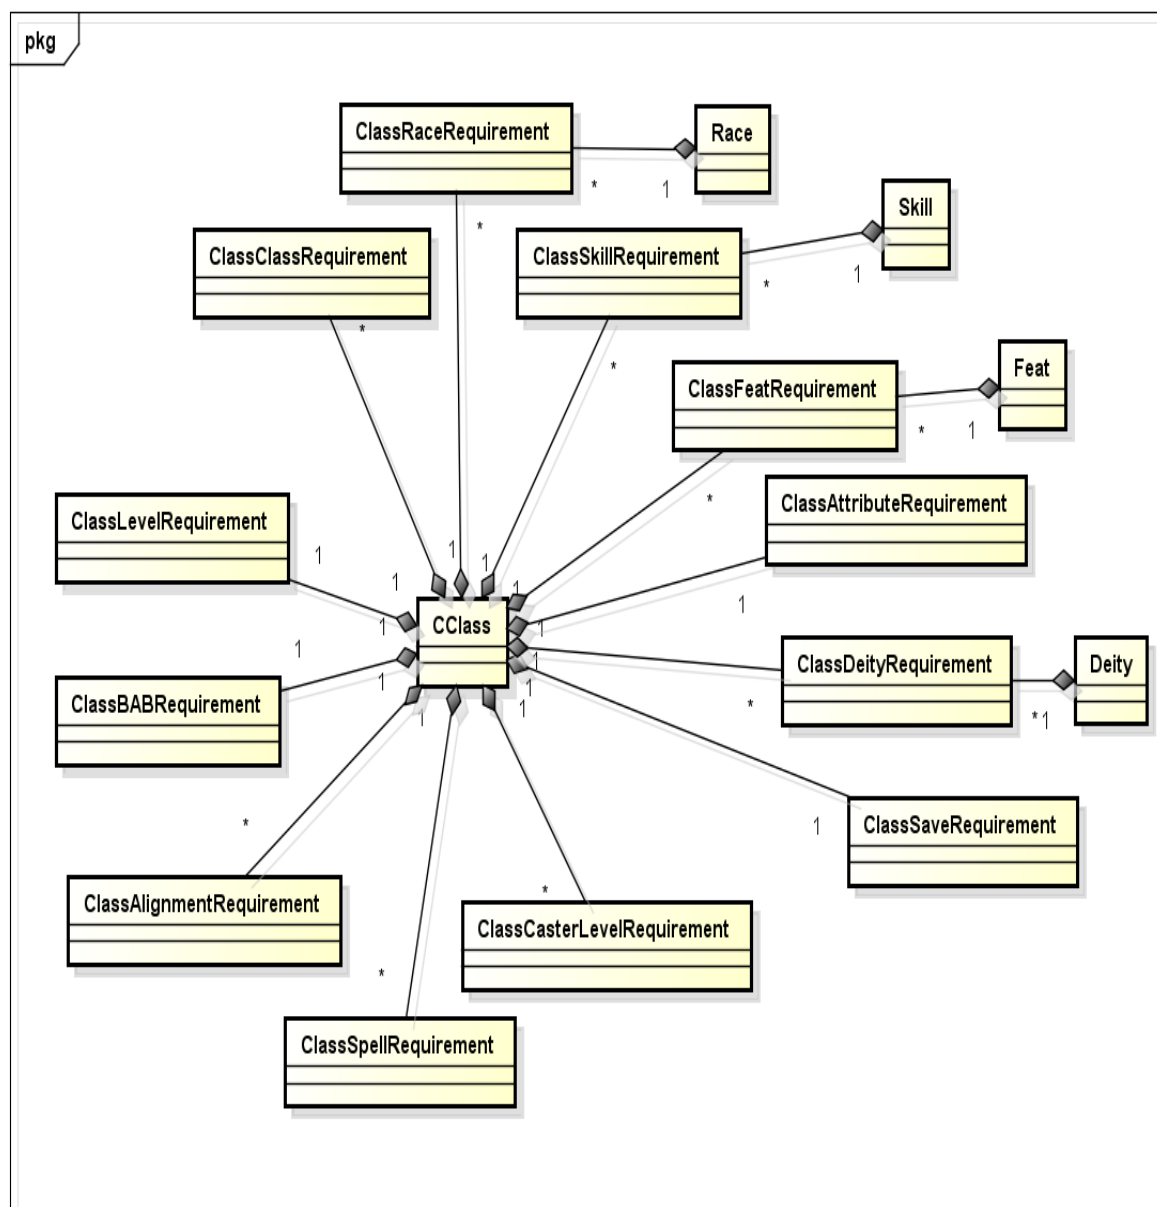 pkg
ClassRaceRequirement
Race
*
1
Skill
*
ClassClassRequirement
ClassSkillRequirement
*
1
*
*
Feat
ClassFeatRequirement
*
1
*
ClassAttributeRequirement
ClassLevelRequirement
1
1
1
1
1
1
CClass
1
1
1
ClassDeityRequirement
Deity
1
1
1
ClassBABRequirement
1
1
*
*
1
ClassSaveRequirement
1
*
ClassAlignmentRequirement
*
ClassCasterLevelRequirement
*
ClassSpellRequirement